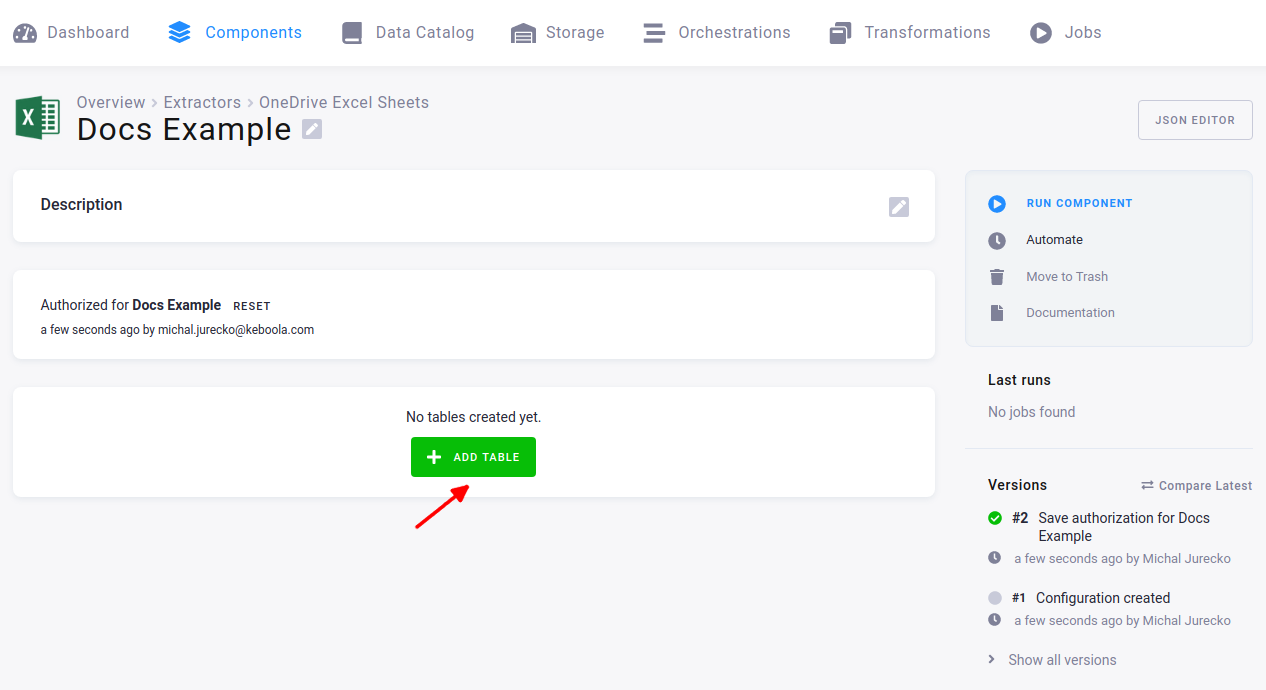 Dashboard Components Data Catalog Storage Orchestrations Transformations Jobs
Overview > Extractors > OneDrive Excel Sheets
X
Docs Example
JSON EDITOR
Description
Authorized for Docs Example RESET
a few seconds ago by michal.jurecko@keboola.com
No tables created yet.
ADD TABLE
RUN COMPONENT
Automate
Move to Trash
Documentation
Last runs
No jobs found
Versions Compare Latest
#2 Save authorization for Docs
Example
a few seconds ago by Michal Jurecko
#1 Configuration created
a few seconds ago by Michal Jurecko
Show all versions